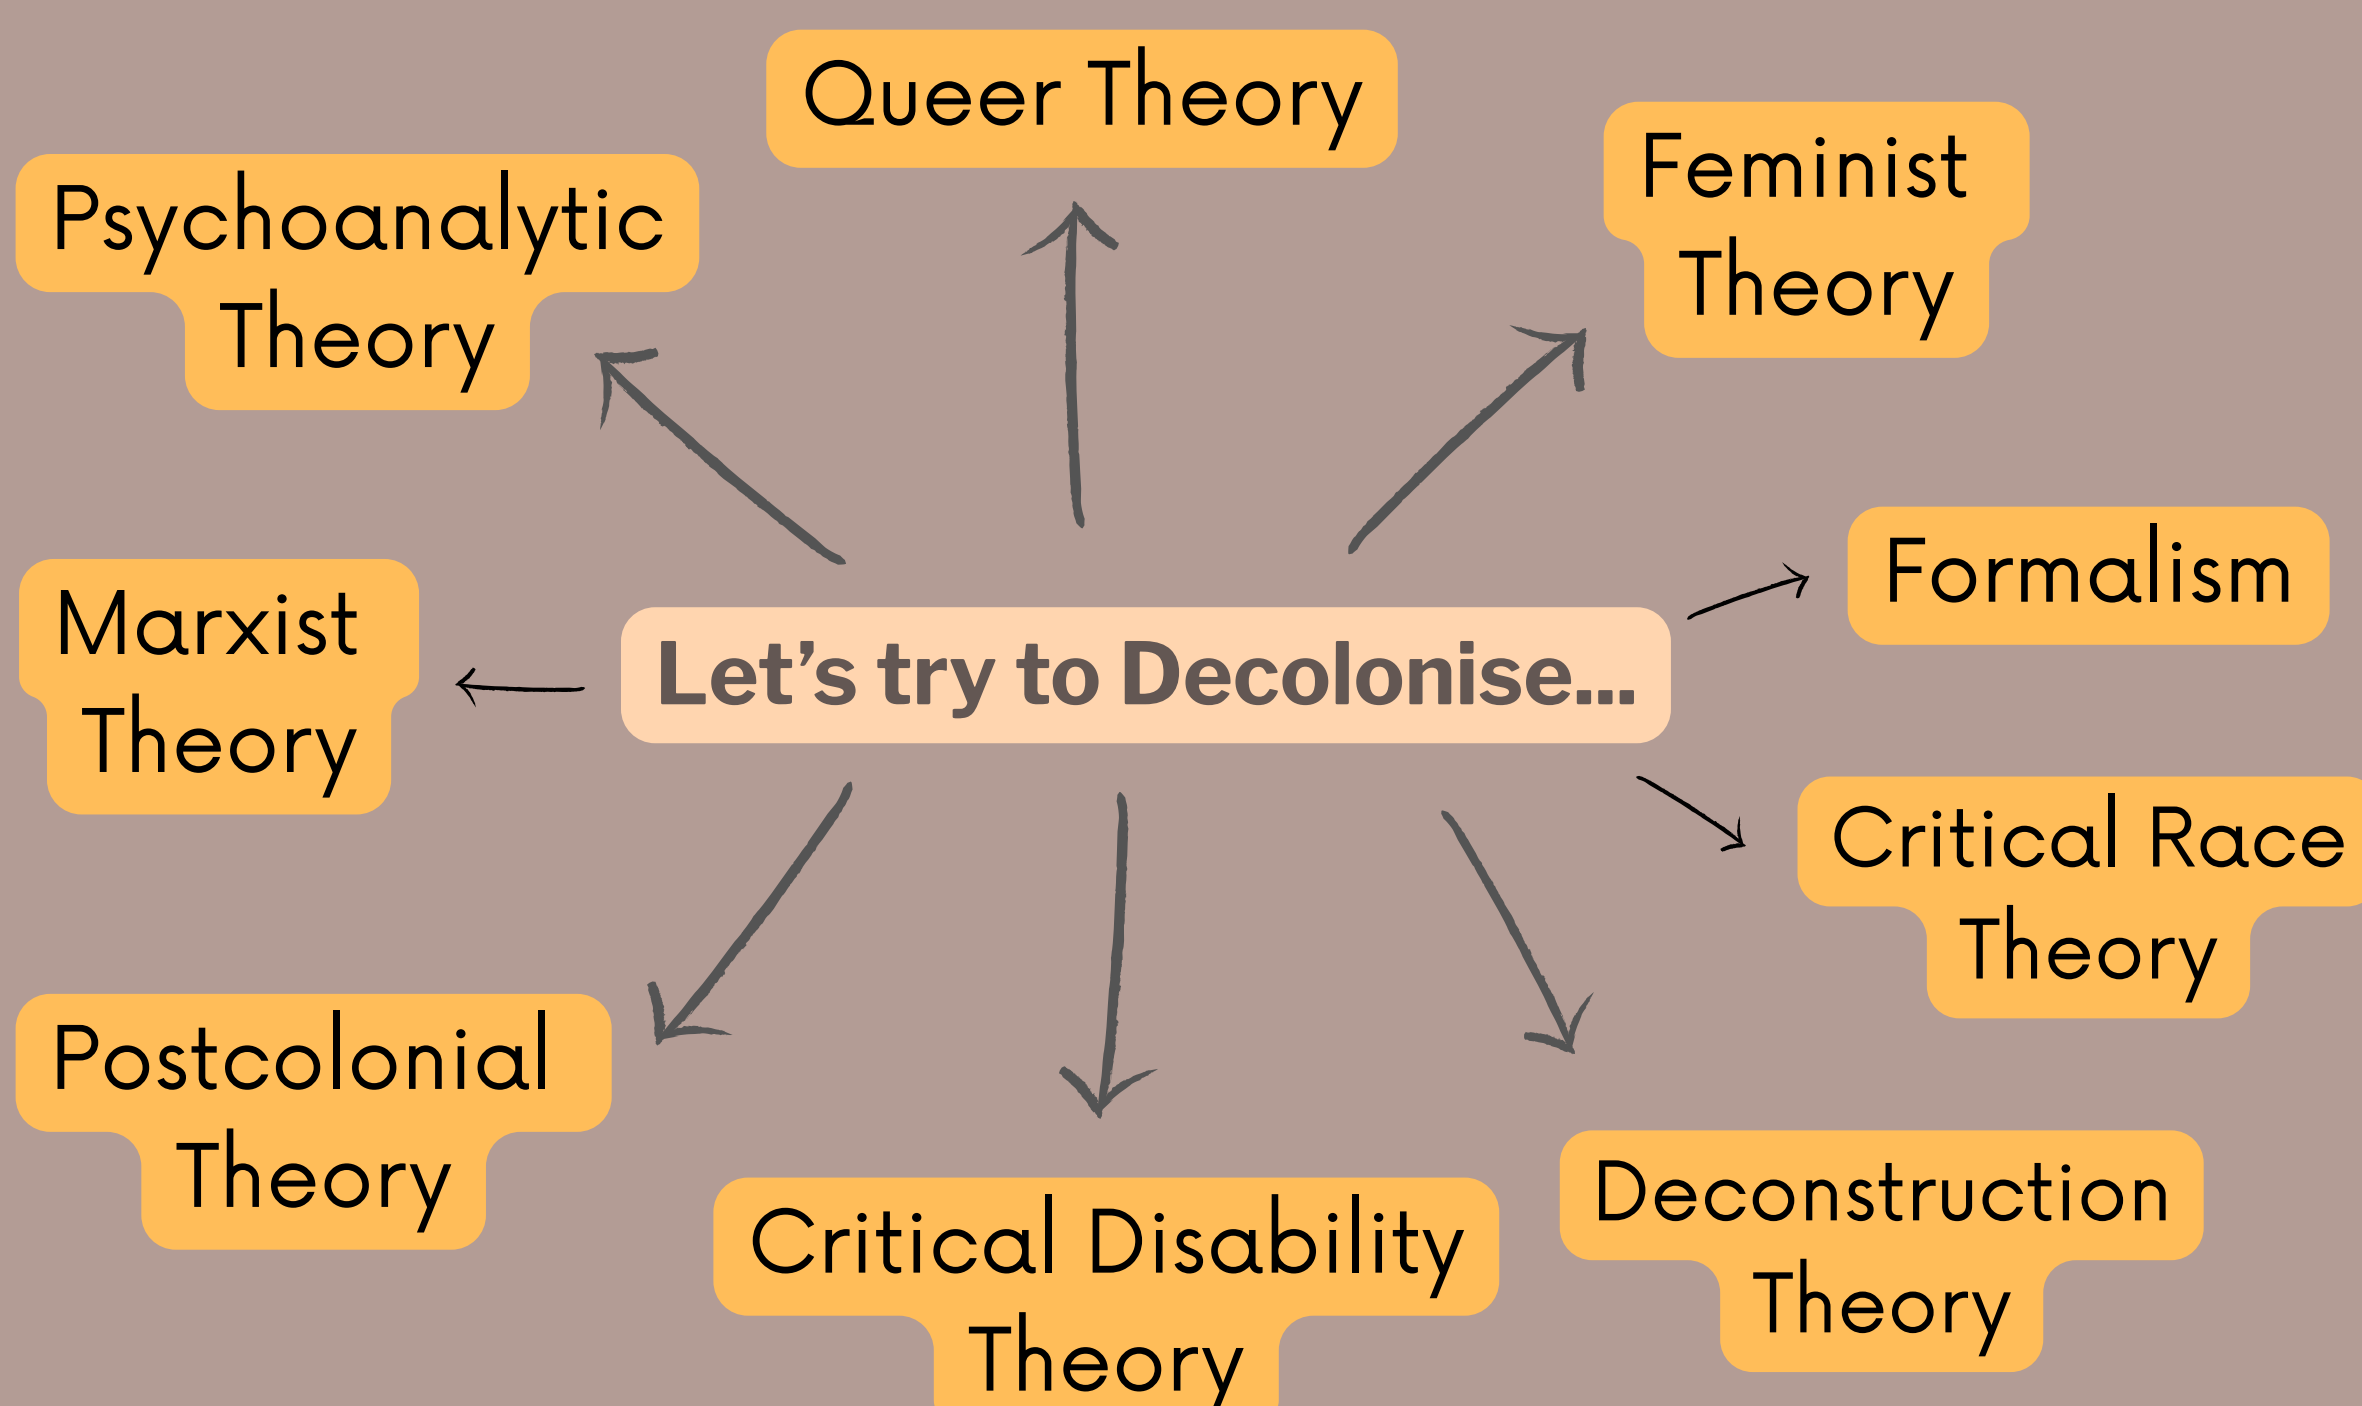 Queer Theory
Feminist
Theory
Psychoanalytic
Theory
Formalism
Marxist
Theory
Let’s try to Decolonise...
Critical Race
Theory
Postcolonial
Theory
Critical Disability
Theory
Deconstruction
Theory